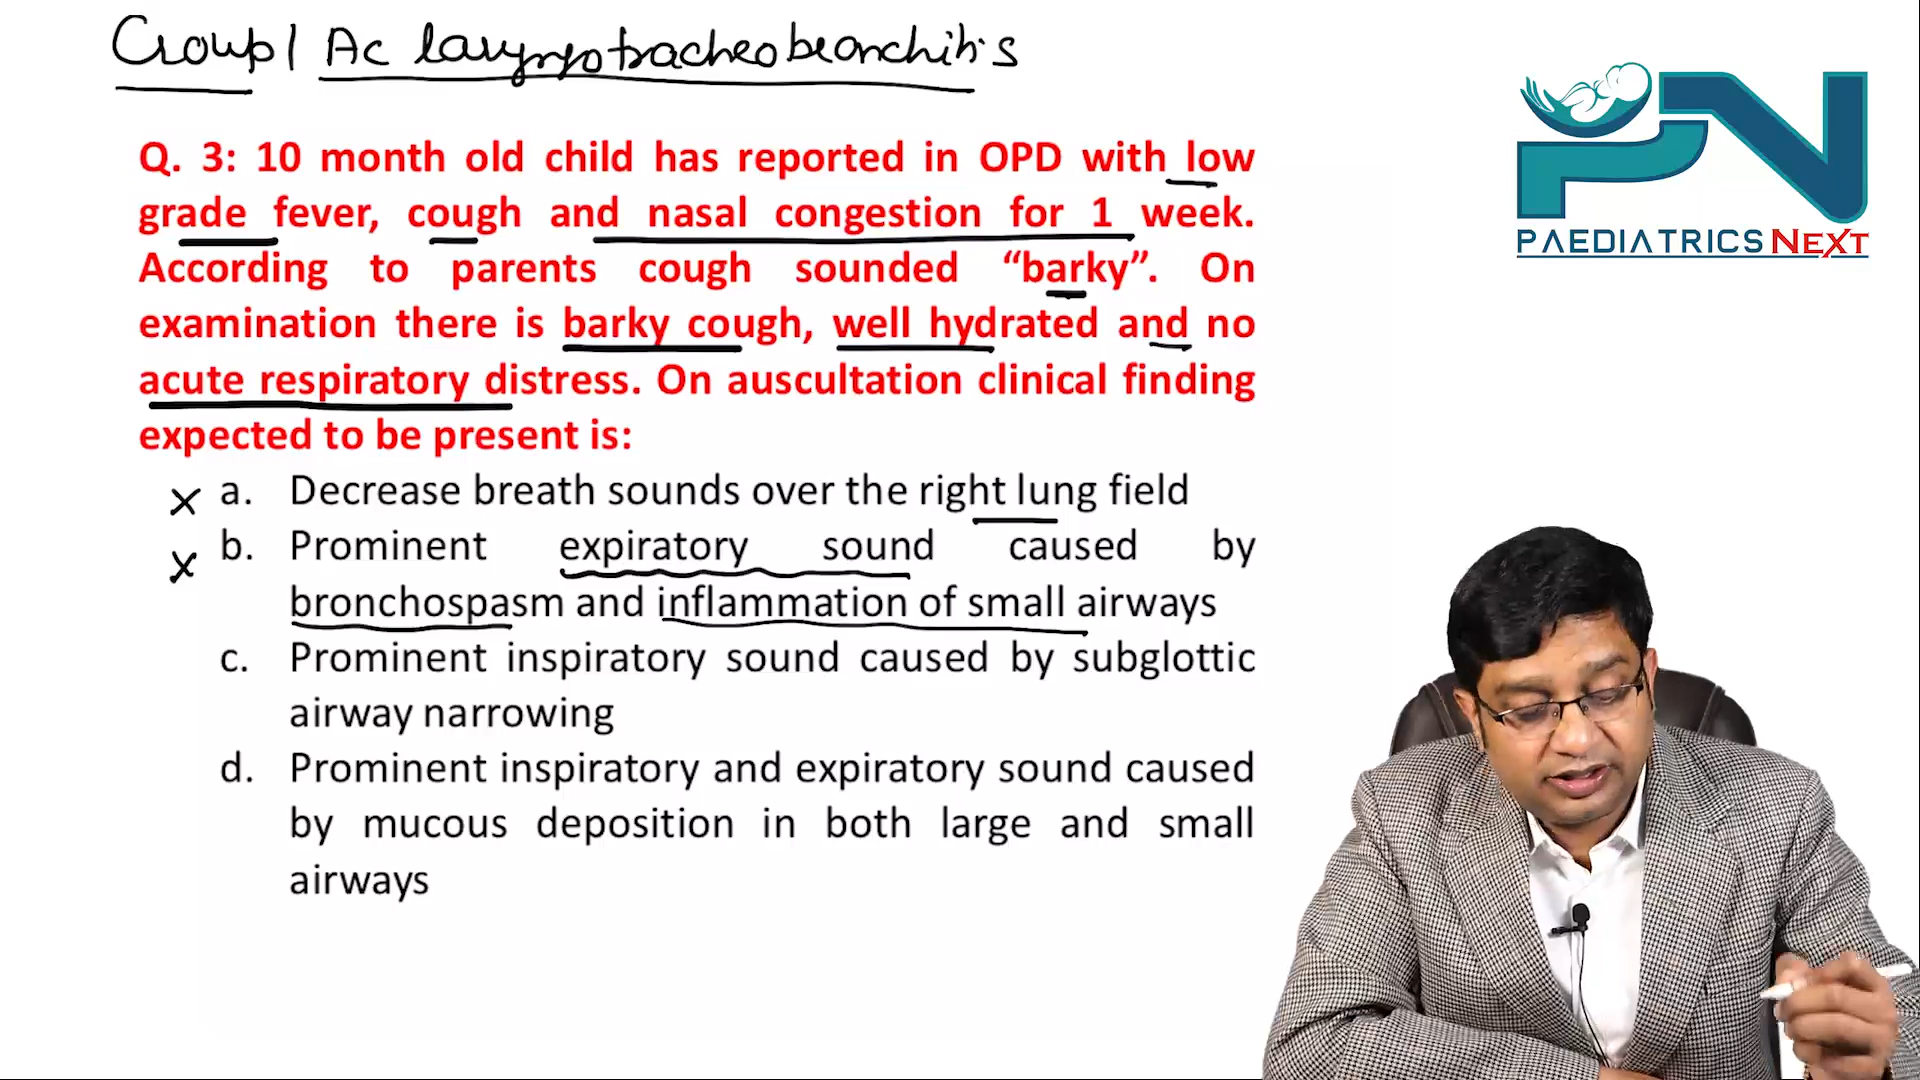 Croup/ Ac laryngotracheobronchitis
Q. 3: 10 month old child has reported in OPD with low
grade fever, cough and nasal congestion for 1 week.
According to parents cough sounded “barky”. On
examination there is barky cough, well hydrated and no
acute respiratory distress. On auscultation clinical finding
expected to be present is:
x a. Decrease breath sounds over the right lung field
x b. Prominent expiratory sound caused by
bronchospasm and inflammation of small airways
c. Prominent inspiratory sound caused by subglottic
airway narrowing
d. Prominent inspiratory and expiratory sound caused
by mucous deposition in both large and small
airways
PN
PAEDIATRICS NEXT